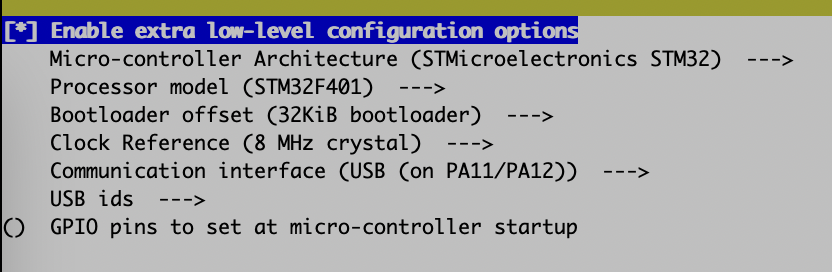 [*] Enable extra low-level configuration options
Micro-controller Architecture (STMicroelectronics STM32) --->
Processor model (STM32F401) --->
Bootloader offset (32KiB bootloader) --->
Clock Reference (8 MHz crystal) --->
Communication interface (USB (on PA11/PA12)) --->
USB ids --->
() GPIO pins to set at micro-controller startup